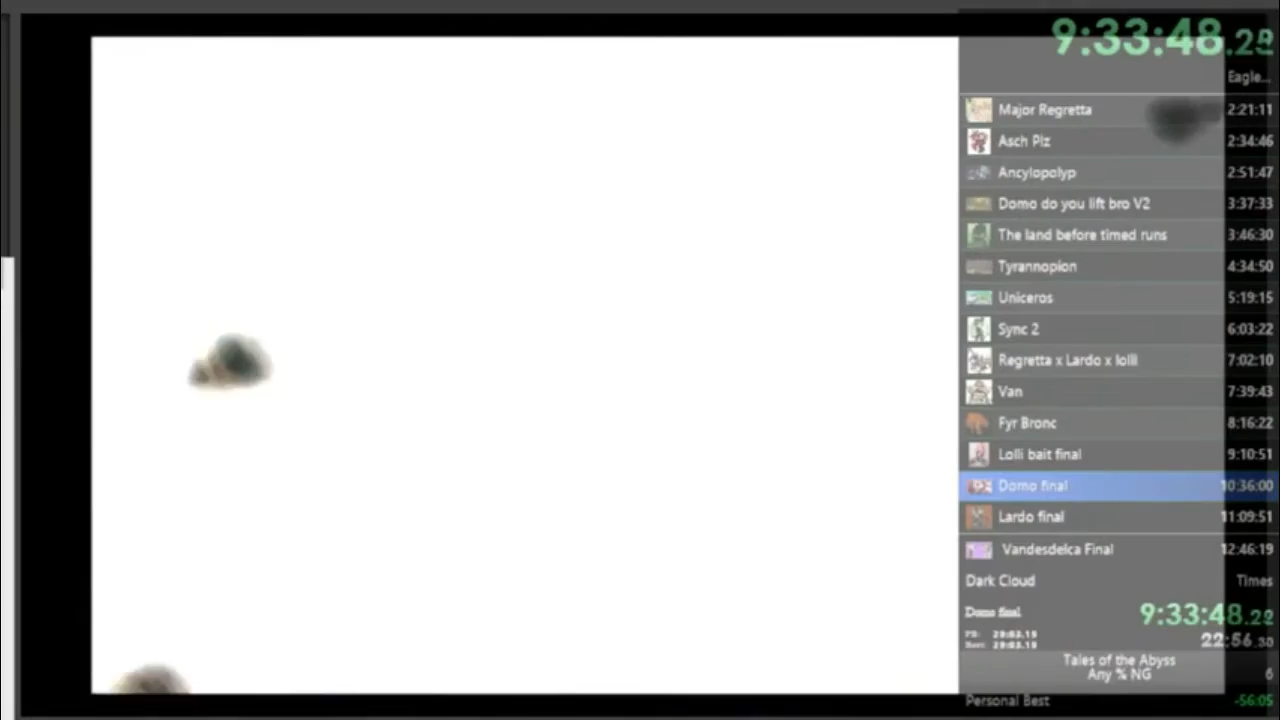 9:33:48
Eagle...
Major Regretta 2:21:11
Asch Plz 2:34:46
Ancylopolyp 2:51:47
Domo do you lift bro V2 3:37:33
The land before timed runs 3:46:30
Tyrannopion 4:34:50
Uniceros 5:19:15
Sync 2 6:03:22
Regretta x Lardo x lolli 7:02:10
Van 7:39:43
Fyr Bronc 8:16:22
Lolli bait final 9:10:51
Domo final 10:36:00
Lardo final 11:09:51
Vandesdelca Final 12:46:19
Dark Cloud Times
Domo final 9:33:48
22:56.30
Tales of the Abyss
Any % NG 6
Personal Best -56:05